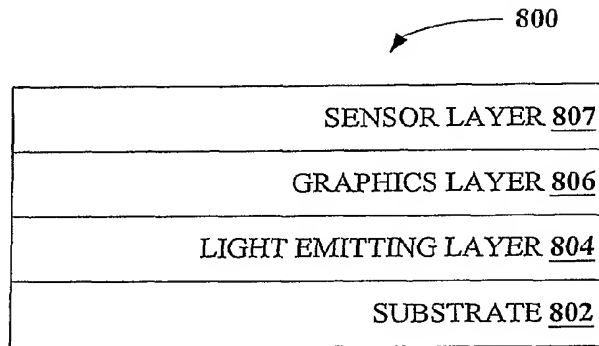 800
SENSOR LAYER 807
GRAPHICS LAYER 806
LIGHT EMITTING LAYER 804
SUBSTRATE 802